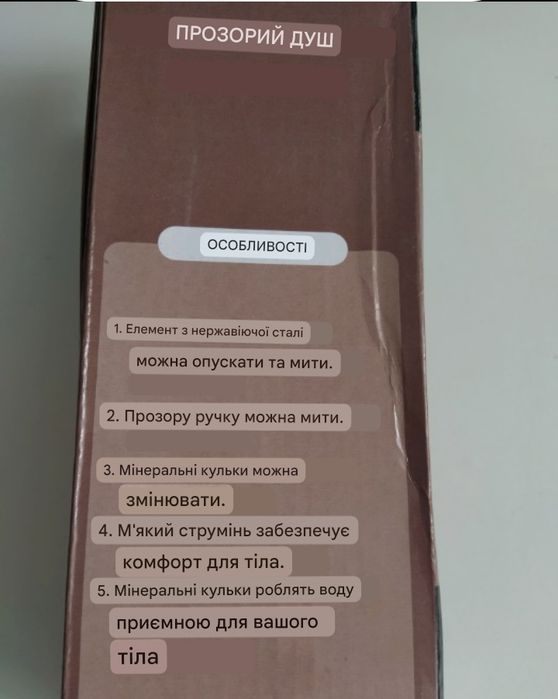 ПРОЗОРИЙ ДУШ
ОСОБЛИВОСТІ
1. Елемент з нержавіючої сталі
можна опускати та мити.
2. Прозору ручку можна мити.
3. Мінеральні кульки можна
змінювати.
4. М'який струмінь забезпечує
комфорт для тіла.
5. Мінеральні кульки роблять воду
приємною для вашого
тіла